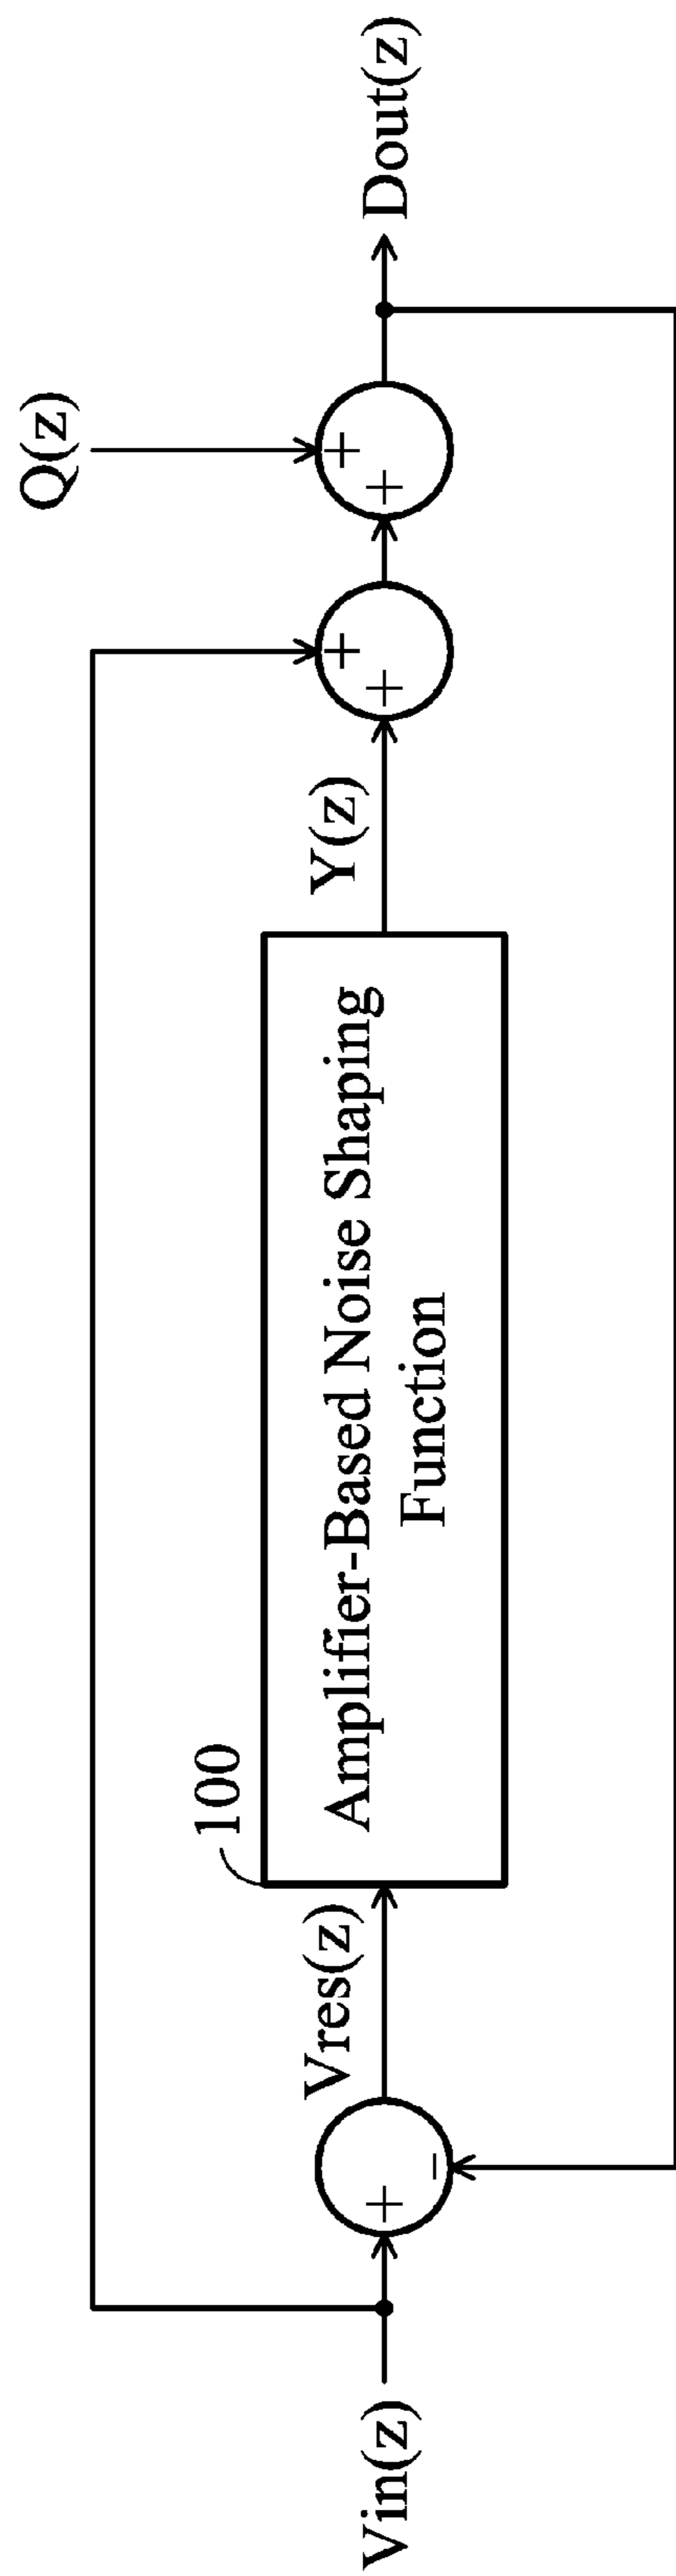 Q(z)
100
Vin(z)
+
-
Vres(z)
Amplifier-Based Noise Shaping
Function
Y(z)
+
+
+
+
Dout(z)